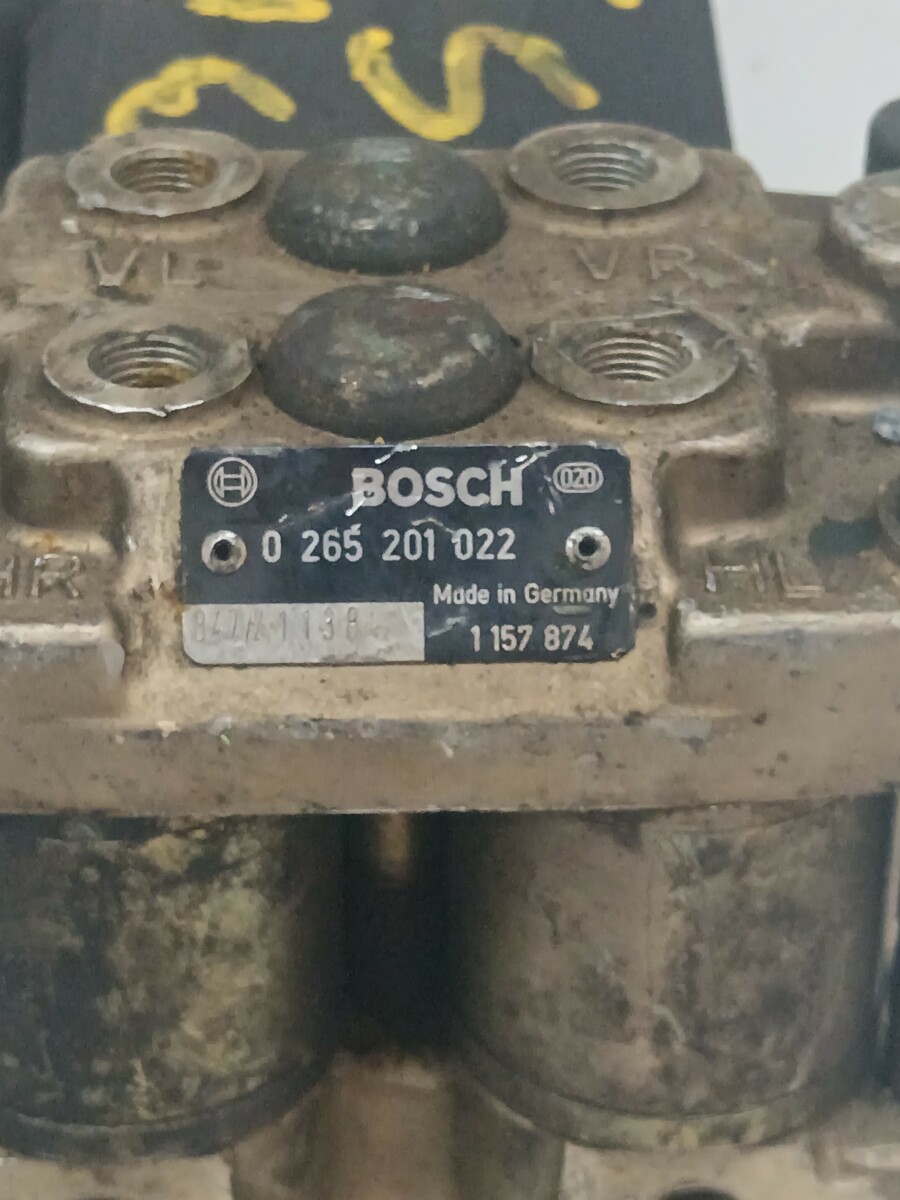 VL
VR
BOSCH 020
0 265 201 022
HR
HL
Made in Germany
1 157 874